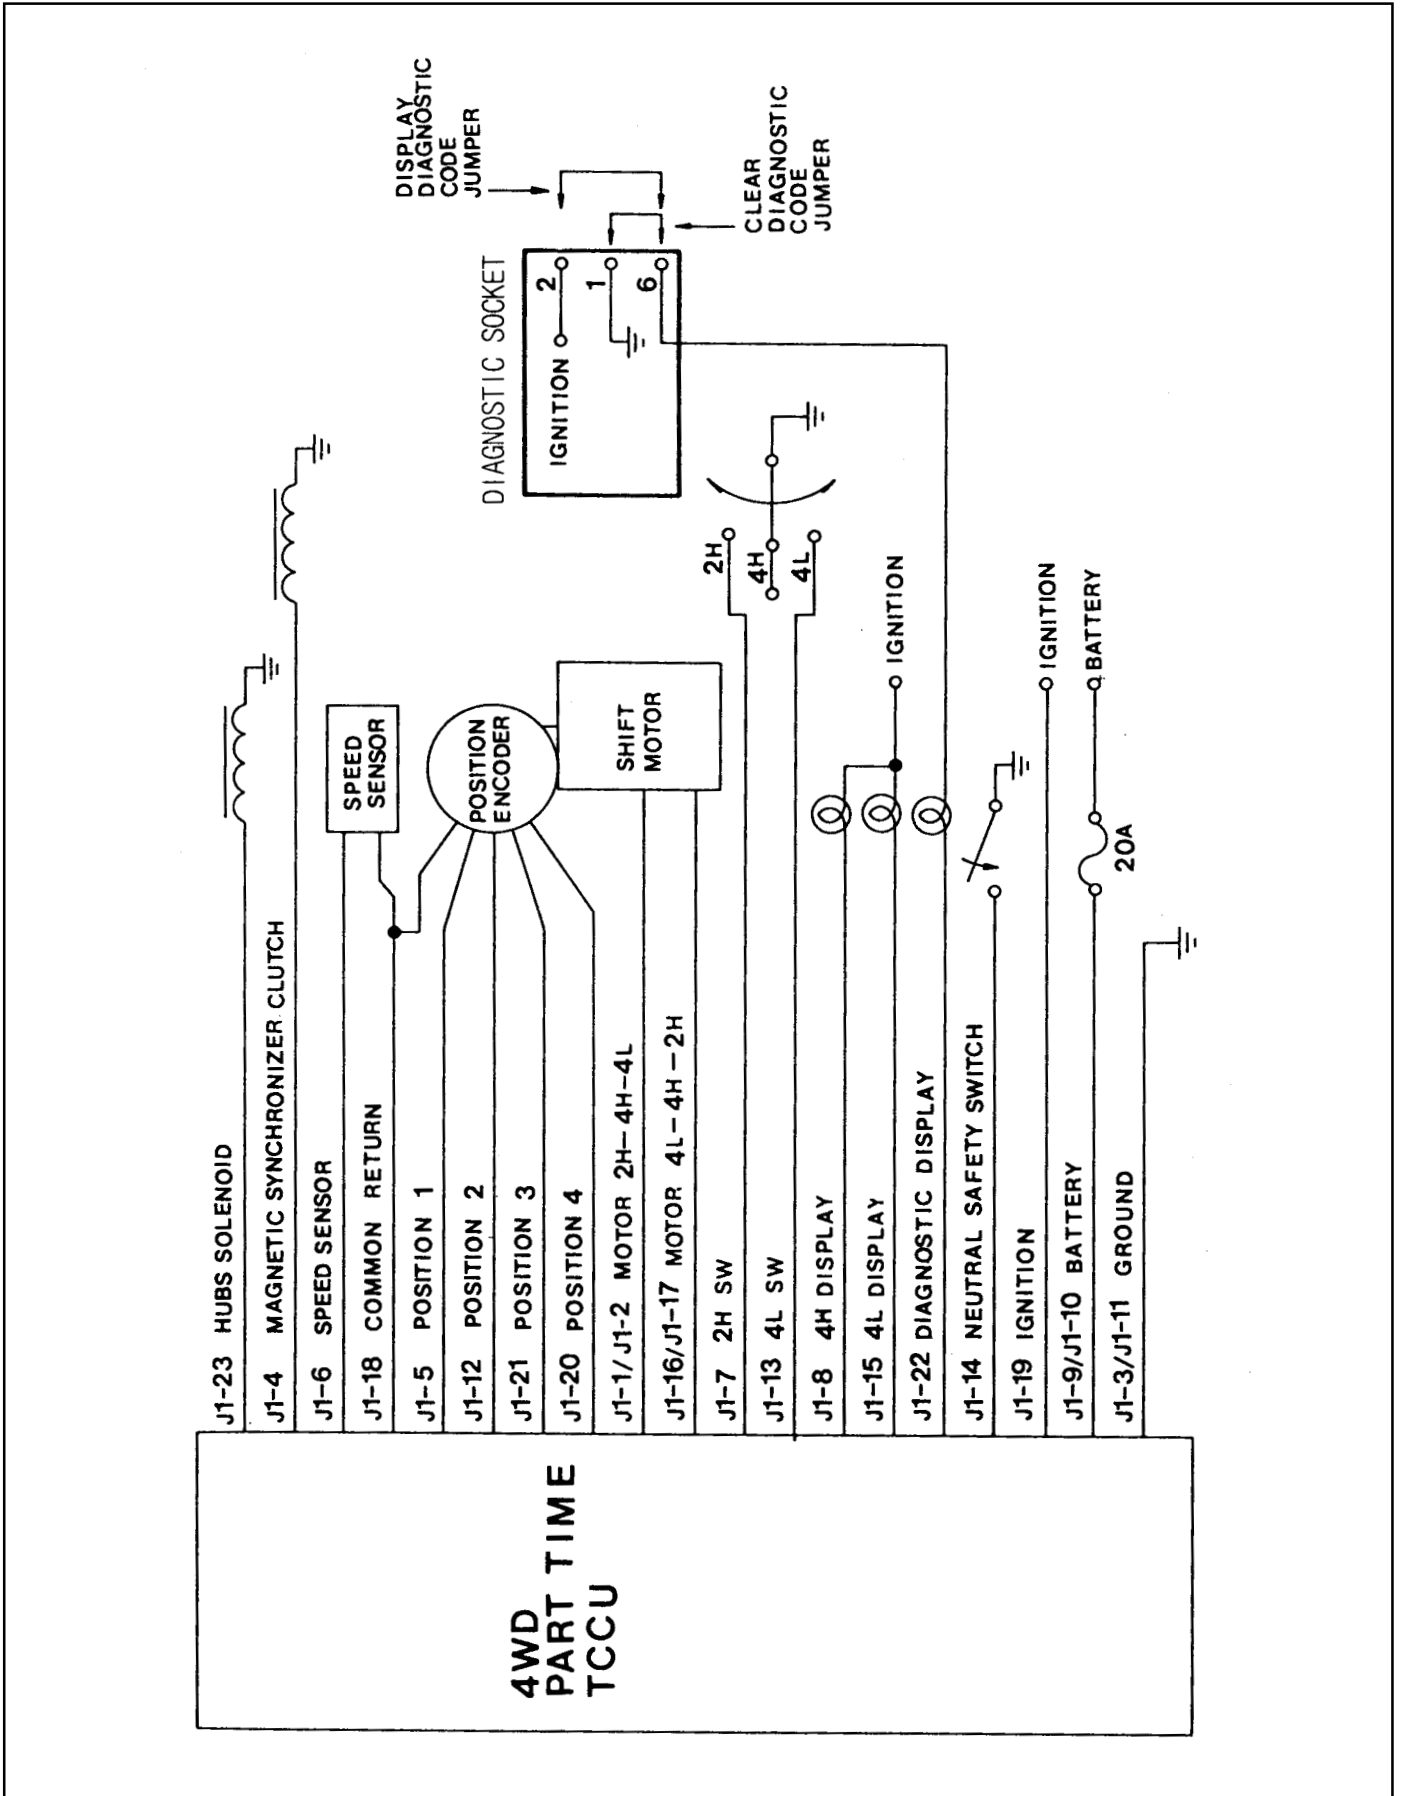 4WD
PART TIME
TCCU
J1-23 HUBS SOLENOID
J1-4 MAGNETIC SYNCHRONIZER CLUTCH
J1-6 SPEED SENSOR
J1-18 COMMON RETURN
J1-5 POSITION 1
J1-12 POSITION 2
J1-21 POSITION 3
J1-20 POSITION 4
J1-1/J1-2 MOTOR 2H-4H-4L
J1-16/J1-17 MOTOR 4L-4H-2H
J1-7 2H SW
J1-13 4L SW
J1-8 4H DISPLAY
J1-15 4L DISPLAY
J1-22 DIAGNOSTIC DISPLAY
J1-14 NEUTRAL SAFETY SWITCH
J1-19 IGNITION
J1-9/J1-10 BATTERY
J1-3/J1-11 GROUND
SPEED
SENSOR
POSITION
ENCODER
SHIFT
MOTOR
2H
4H
4L
IGNITION
IGNITION
BATTERY
20A
DIAGNOSTIC SOCKET
IGNITION
2
1
6
DISPLAY
DIAGNOSTIC
CODE
JUMPER
CLEAR
DIAGNOSTIC
CODE
JUMPER